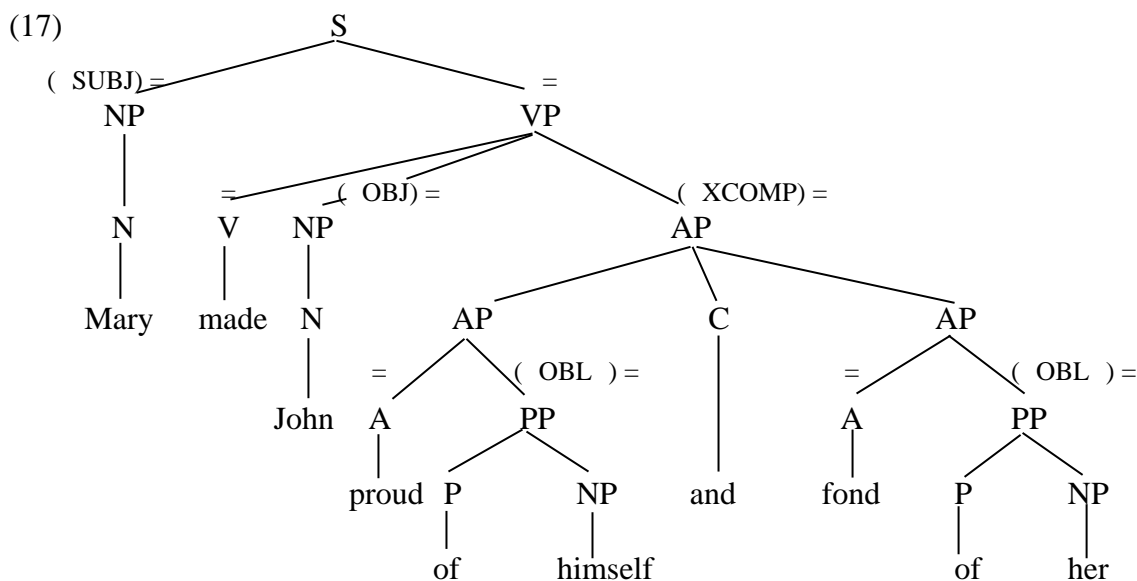 (17) S
( SUBJ) = =
NP VP
= ( OBJ) = ( XCOMP) =
N V NP AP
Mary made N AP C AP
= ( OBL ) = = ( OBL ) =
John A PP A PP
proud P NP and fond P NP
of himself of her